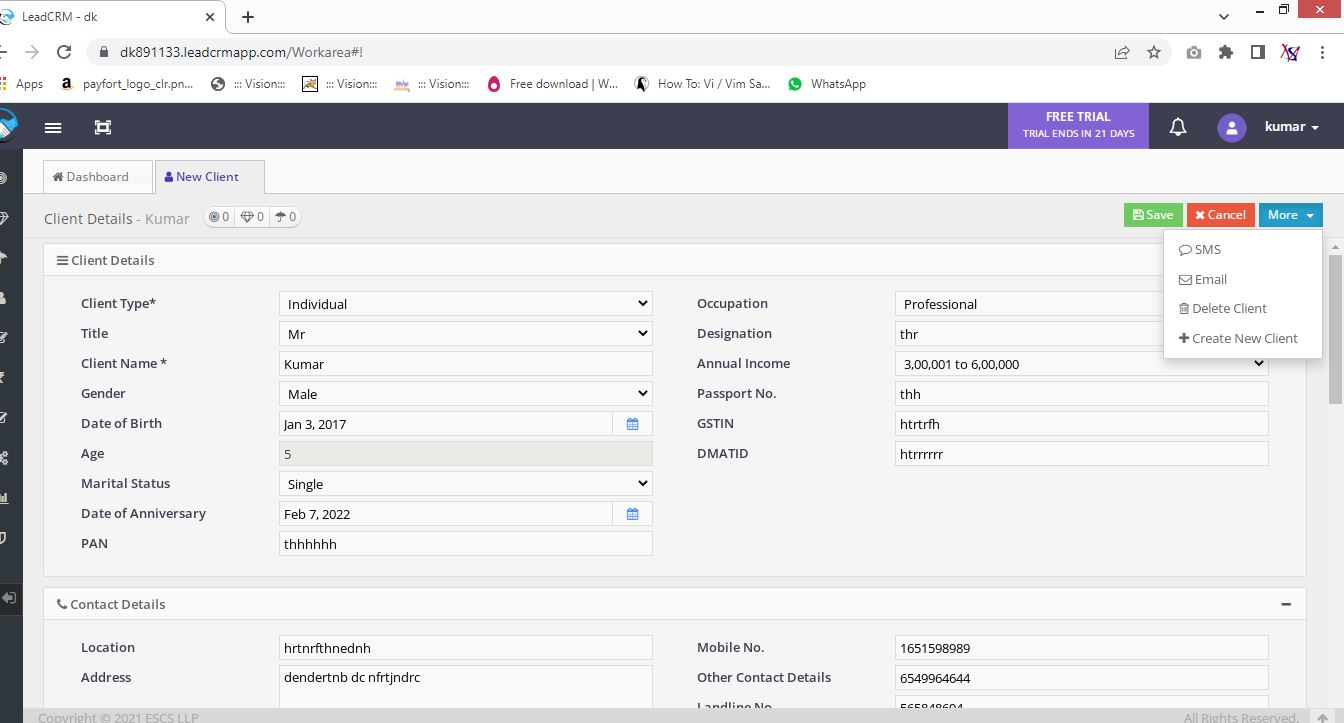 LeadCRM - dk
dk891133.leadcrmapp.com/Workarea#!
Apps payfort_logo_clr.pn... ::: Vision::: ::: Vision::: ::: Vision::: Free download | W... How To: Vi / Vim Sa... WhatsApp
FREE TRIAL
TRIAL ENDS IN 21 DAYS
kumar
Dashboard New Client
Client Details - Kumar 0 0 0 Save Cancel More
SMS
Email
Delete Client
Create New Client
Client Details
Client Type* Individual Occupation Professional
Title Mr Designation thr
Client Name * Kumar Annual Income 3,00,001 to 6,00,000
Gender Male Passport No. thh
Date of Birth Jan 3, 2017 GSTIN htrtrfh
Age 5 DMATID htrrrrrr
Marital Status Single
Date of Anniversary Feb 7, 2022
PAN thhhhhh
Contact Details
Location hrtnrfthnednh Mobile No. 1651598989
Address dendertnb dc nfrtjndrc Other Contact Details 6549964644
Landline No. 565848604
Copyright © 2021 ESCS LLP All Rights Reserved.